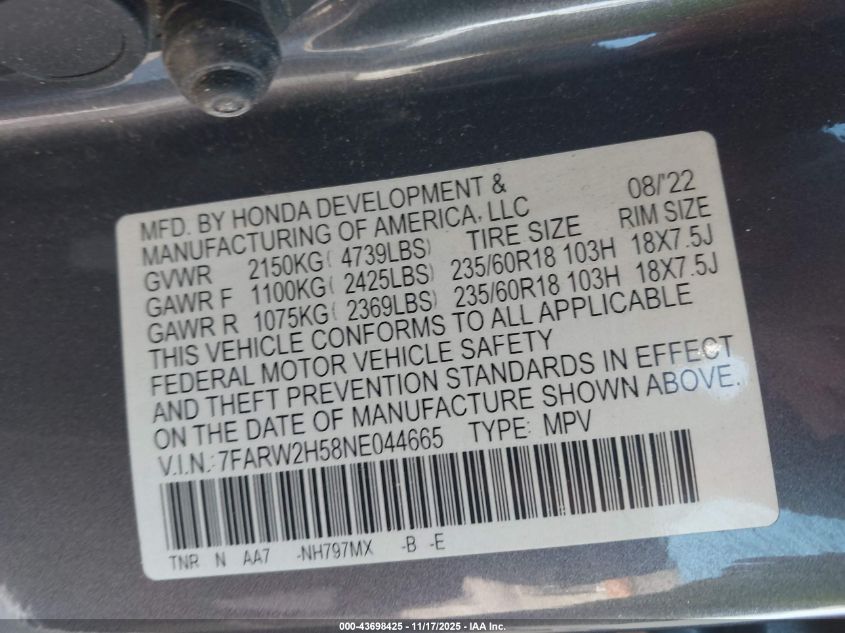 MFD. BY HONDA DEVELOPMENT & 08/'22
MANUFACTURING OF AMERICA, LLC
GVWR 2150KG( 4739LBS) TIRE SIZE RIM SIZE
GAWR F 1100KG( 2425LBS) 235/60R18 103H 18X7.5J
GAWR R 1075KG( 2369LBS) 235/60R18 103H 18X7.5J
THIS VEHICLE CONFORMS TO ALL APPLICABLE
FEDERAL MOTOR VEHICLE SAFETY
AND THEFT PREVENTION STANDARDS IN EFFECT
ON THE DATE OF MANUFACTURE SHOWN ABOVE.
V.I.N.:7FARW2H58NE044665 TYPE: MPV
TNR N AA7 -NH797MX -B -E
000-43698425 - 11/17/2025 - IAA Inc.